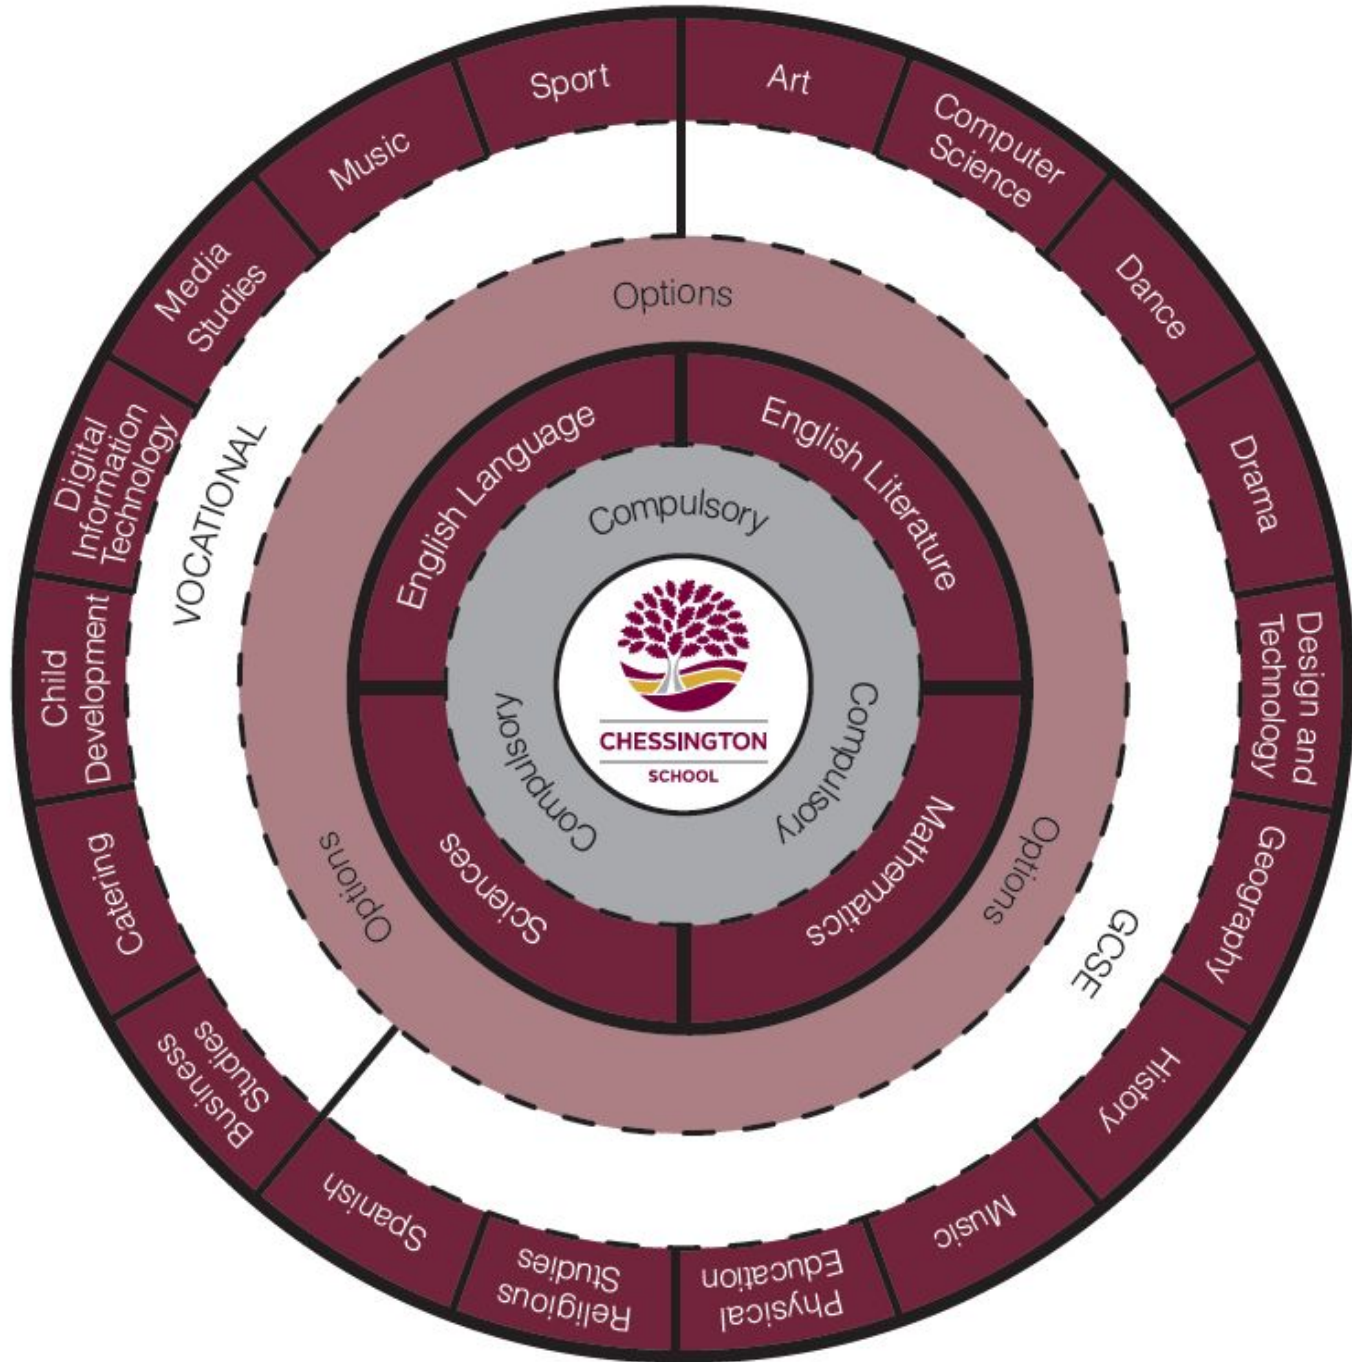 Art
Computer
Science
Dance
Drama
Design and
Technology
Geography
History
Music
Physical
Education
Religious
Studies
Spanish
Business
Studies
Catering
Child
Development
Digital
Information
Technology
Media
Studies
Music
Sport
VOCATIONAL
GCSE
Options
Options
Options
English Language
English Literature
Mathematics
Sciences
Compulsory
Compulsory
Compulsory
CHESSINGTON
SCHOOL